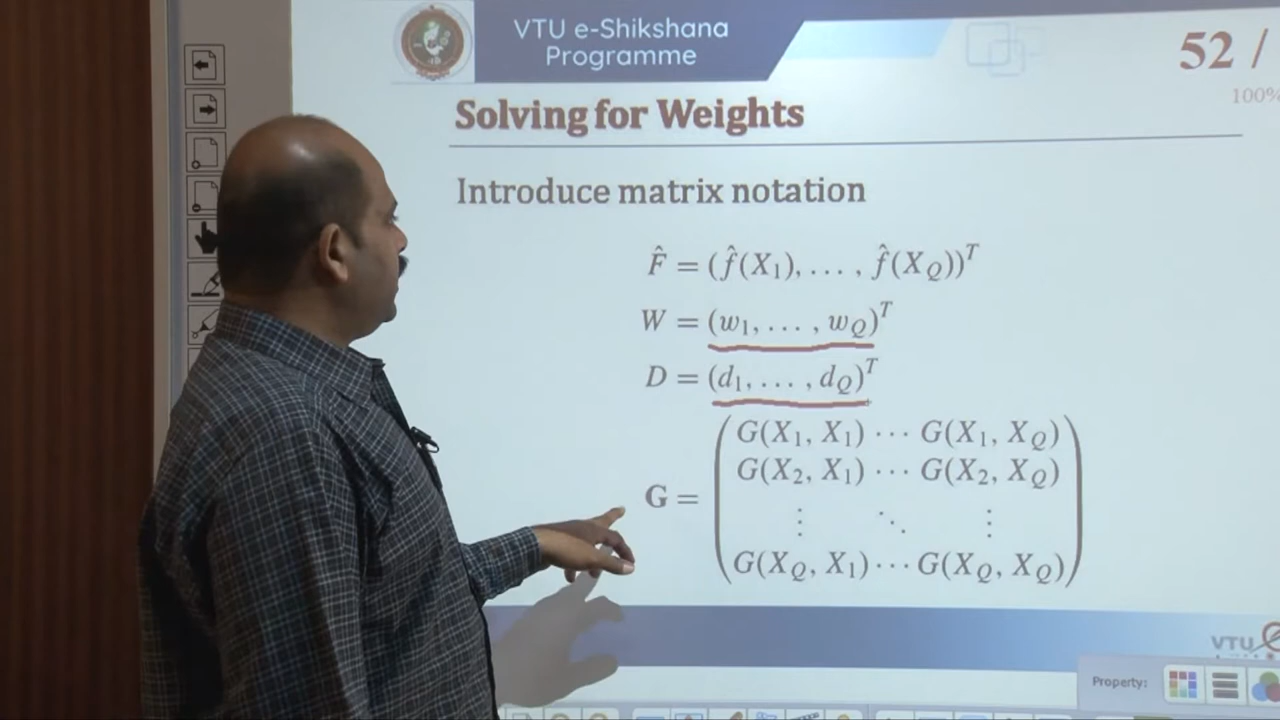 VTU e-Shikshana
Programme
52 /
100%
Solving for Weights
Introduce matrix notation
F̂ = (f̂(X₁), . . . , f̂(X_Q))ᵀ
W = (w₁, . . . , w_Q)ᵀ
D = (d₁, . . . , d_Q)ᵀ
G(X₁, X₁) ⋯ G(X₁, X_Q)
G(X₂, X₁) ⋯ G(X₂, X_Q)
G =
⋮ ⋱ ⋮
G(X_Q, X₁) ⋯ G(X_Q, X_Q)
VTU
Property: